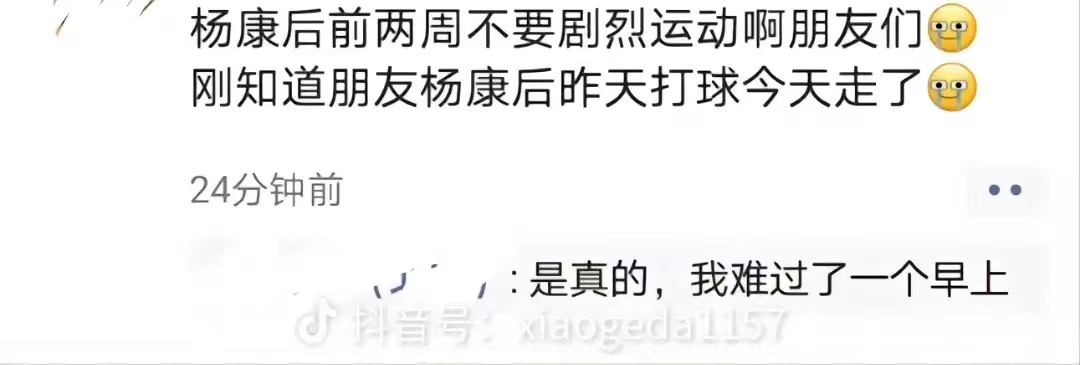 杨康后前两周不要剧烈运动啊朋友们
刚知道朋友杨康后昨天打球今天走了
24分钟前
: 是真的，我难过了一个早上
抖音号：xiaogeda1157